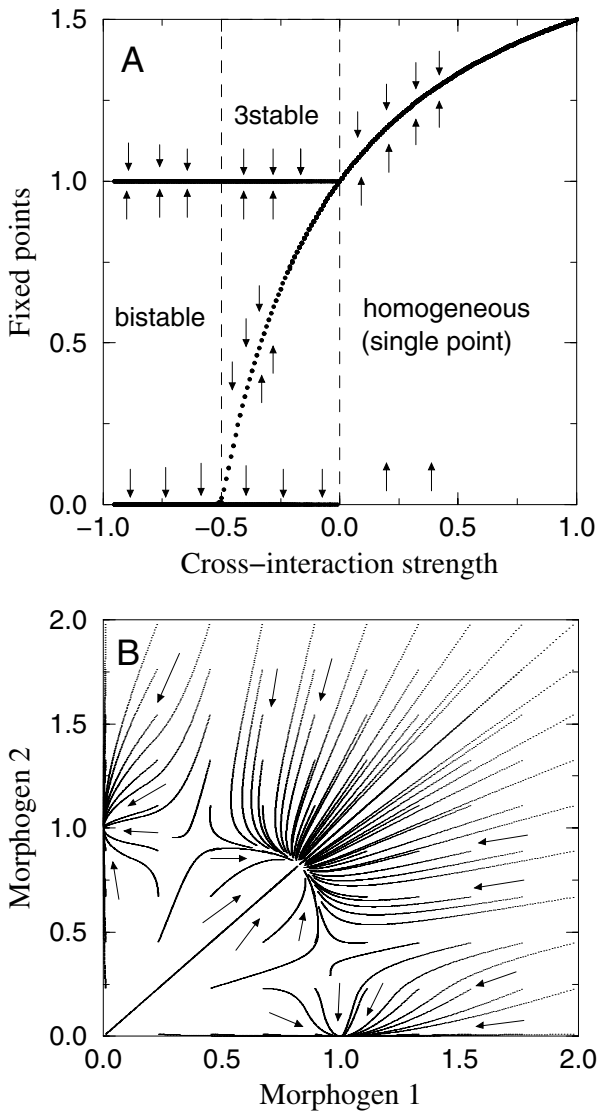 1.5
A
3stable
1.0
Fixed points
bistable
homogeneous
(single point)
0.5
0.0
−1.0 −0.5 0.0 0.5 1.0
Cross−interaction strength
2.0
B
1.5
Morphogen 2
1.0
0.5
0.0
0.0 0.5 1.0 1.5 2.0
Morphogen 1